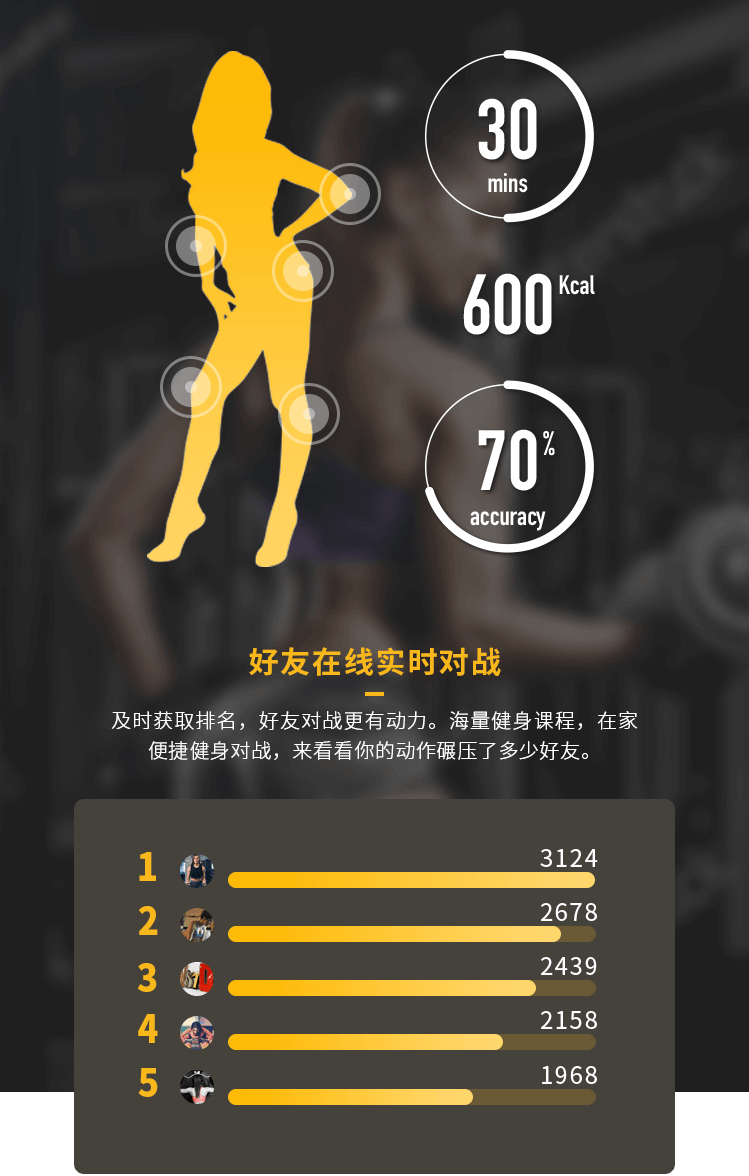 30
mins
600 Kcal
70%
accuracy
好友在线实时对战
及时获取排名，好友对战更有动力。海量健身课程，在家
便捷健身对战，来看看你的动作碾压了多少好友。
1 3124
2 2678
3 2439
4 2158
5 1968